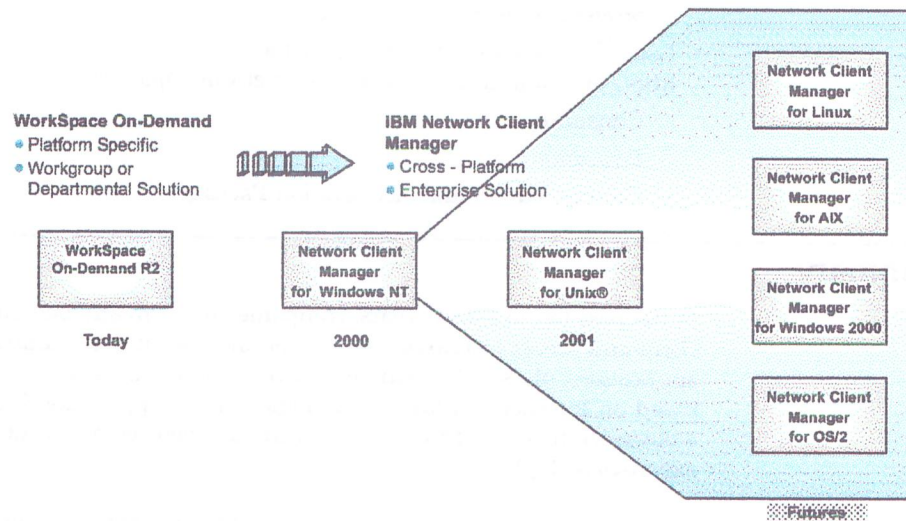 WorkSpace On-Demand
Platform Specific
Workgroup or
Departmental Solution
IBM Network Client
Manager
Cross - Platform
Enterprise Solution
WorkSpace
On-Demand R2
Today
Network Client
Manager
for Windows NT
2000
Network Client
Manager
for Unix®
2001
Network Client
Manager
for Linux
Network Client
Manager
for AIX
Network Client
Manager
for Windows 2000
Network Client
Manager
for OS/2
Futures